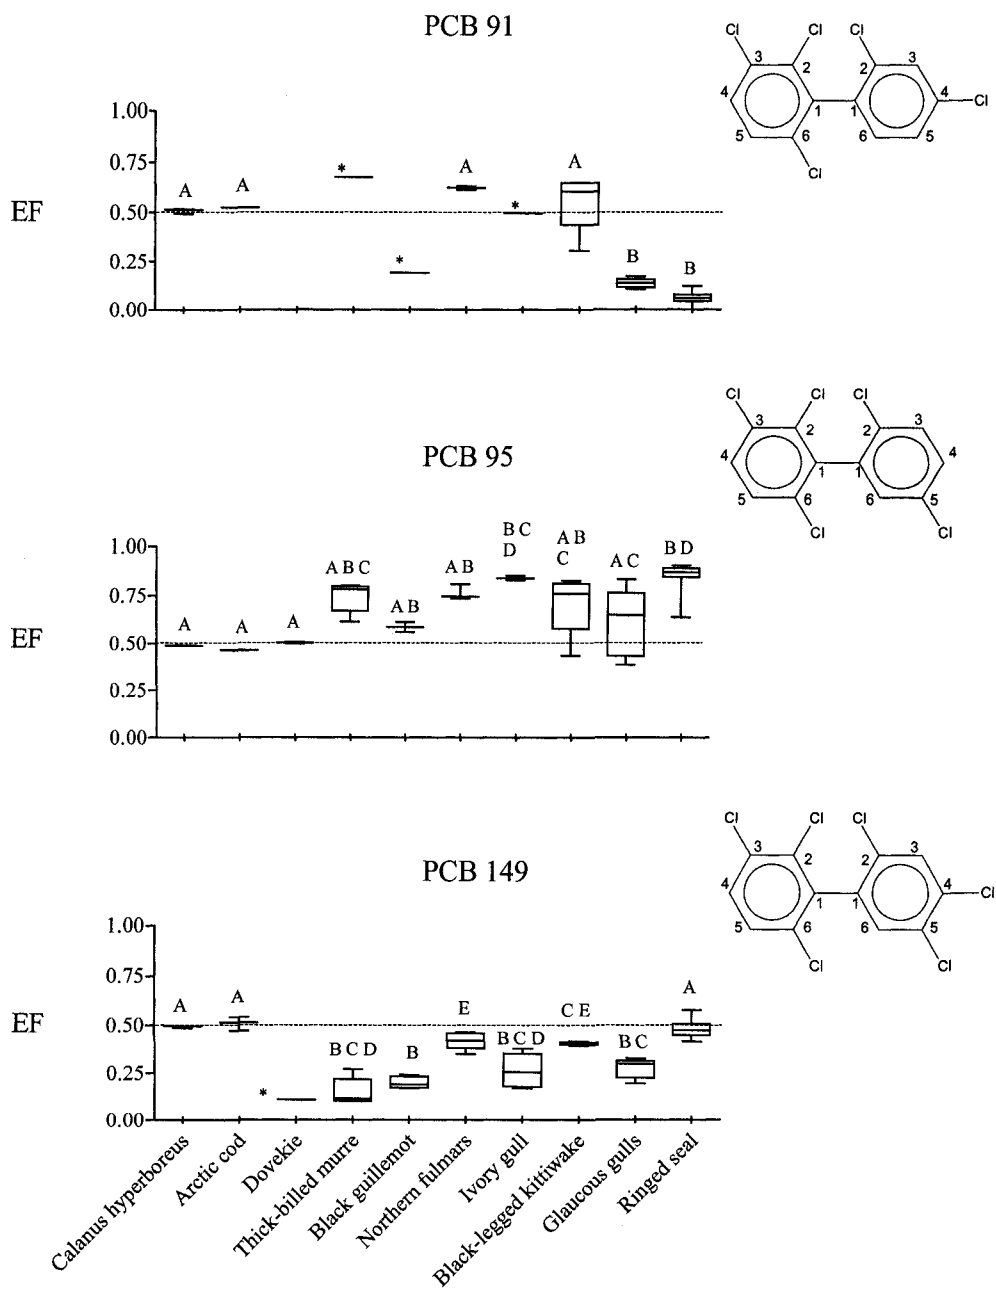 PCB 91
Cl Cl Cl
3 2 2 3
4 1 1 4 Cl
5 6 6 5
Cl
EF
1.00
0.75
0.50
0.25
0.00
A A * * A * A B B
PCB 95
Cl Cl Cl
3 2 2 3
4 1 1 4
5 6 6 5
Cl Cl
EF
1.00
0.75
0.50
0.25
0.00
A A A A B C A B A B B C D A B C A C B D
PCB 149
Cl Cl Cl
3 2 2 3
4 1 1 4 Cl
5 6 6 5
Cl Cl
EF
1.00
0.75
0.50
0.25
0.00
A A * B C D B E B C D C E B C A
Calanus hyperboreus
Arctic cod
Dovekie
Thick-billed murre
Black guillemot
Northern fulmars
Ivory gull
Black-legged kittiwake
Glaucous gulls
Ringed seal